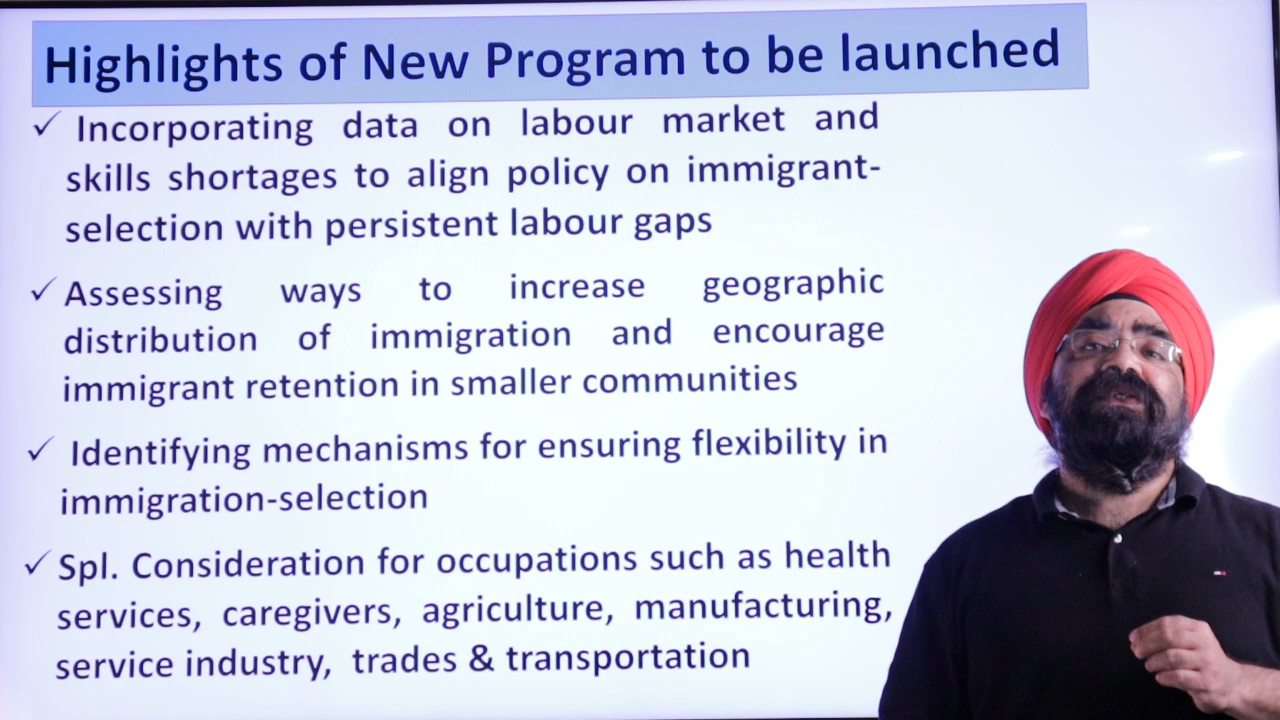 Highlights of New Program to be launched
✓ Incorporating data on labour market and
skills shortages to align policy on immigrant-
selection with persistent labour gaps
✓ Assessing ways to increase geographic
distribution of immigration and encourage
immigrant retention in smaller communities
✓ Identifying mechanisms for ensuring flexibility in
immigration-selection
✓ Spl. Consideration for occupations such as health
services, caregivers, agriculture, manufacturing,
service industry, trades & transportation